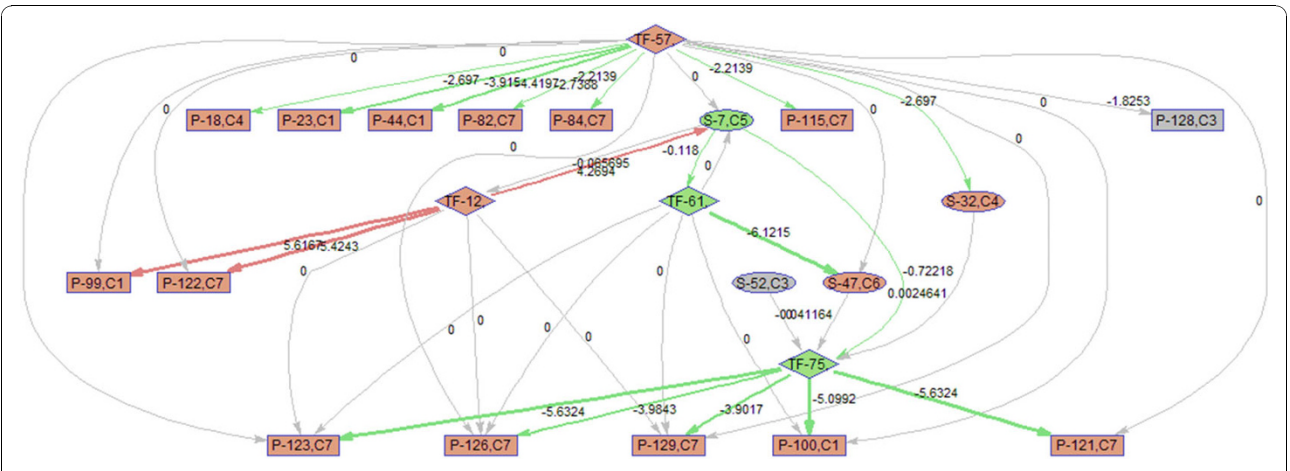 TF-57,
0
0
-2.697
-3.9154
-4.4197
-2.7388
-2.2139
0
-2.2139
0
-2.697
0
-1.8253
0
P-18,C4
P-23,C1
P-44,C1
P-82,C7
P-84,C7
S-7,C5
P-115,C7
P-128,C3
0
0
-0.118
0
4.2694
TF-12,
TF-61,
S-32,C4
0
5.6167
5.4243
-6.1215
0
0
-0.72218
P-99,C1
P-122,C7
S-52,C3
S-47,C6
0.0024641
0
0
0
0
0
TF-75,
-5.6324
-3.9843
-3.9017
-5.0992
-5.6324
P-123,C7
P-126,C7
P-129,C7
P-100,C1
P-121,C7